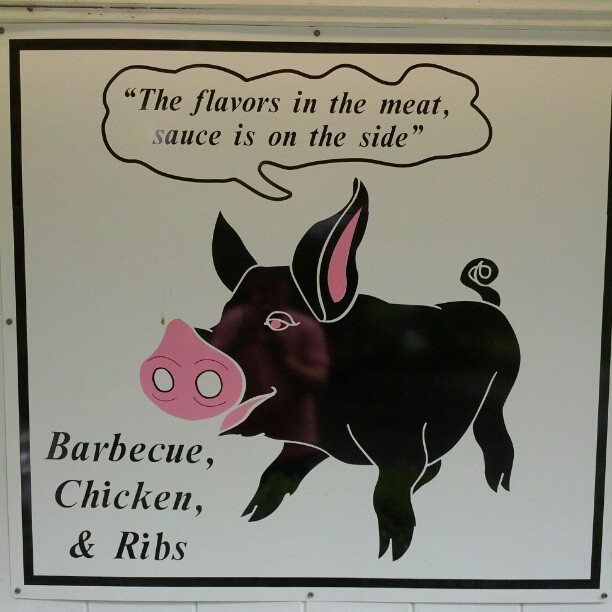 “The flavors in the meat,
sauce is on the side”
Barbecue,
Chicken,
& Ribs